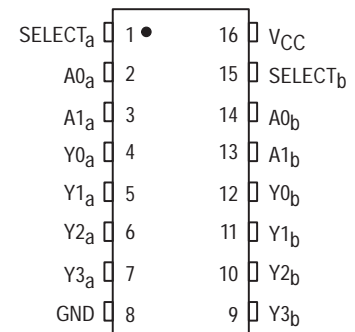 SELECTa 1 16 VCC
A0a 2 15 SELECTb
A1a 3 14 A0b
Y0a 4 13 A1b
Y1a 5 12 Y0b
Y2a 6 11 Y1b
Y3a 7 10 Y2b
GND 8 9 Y3b